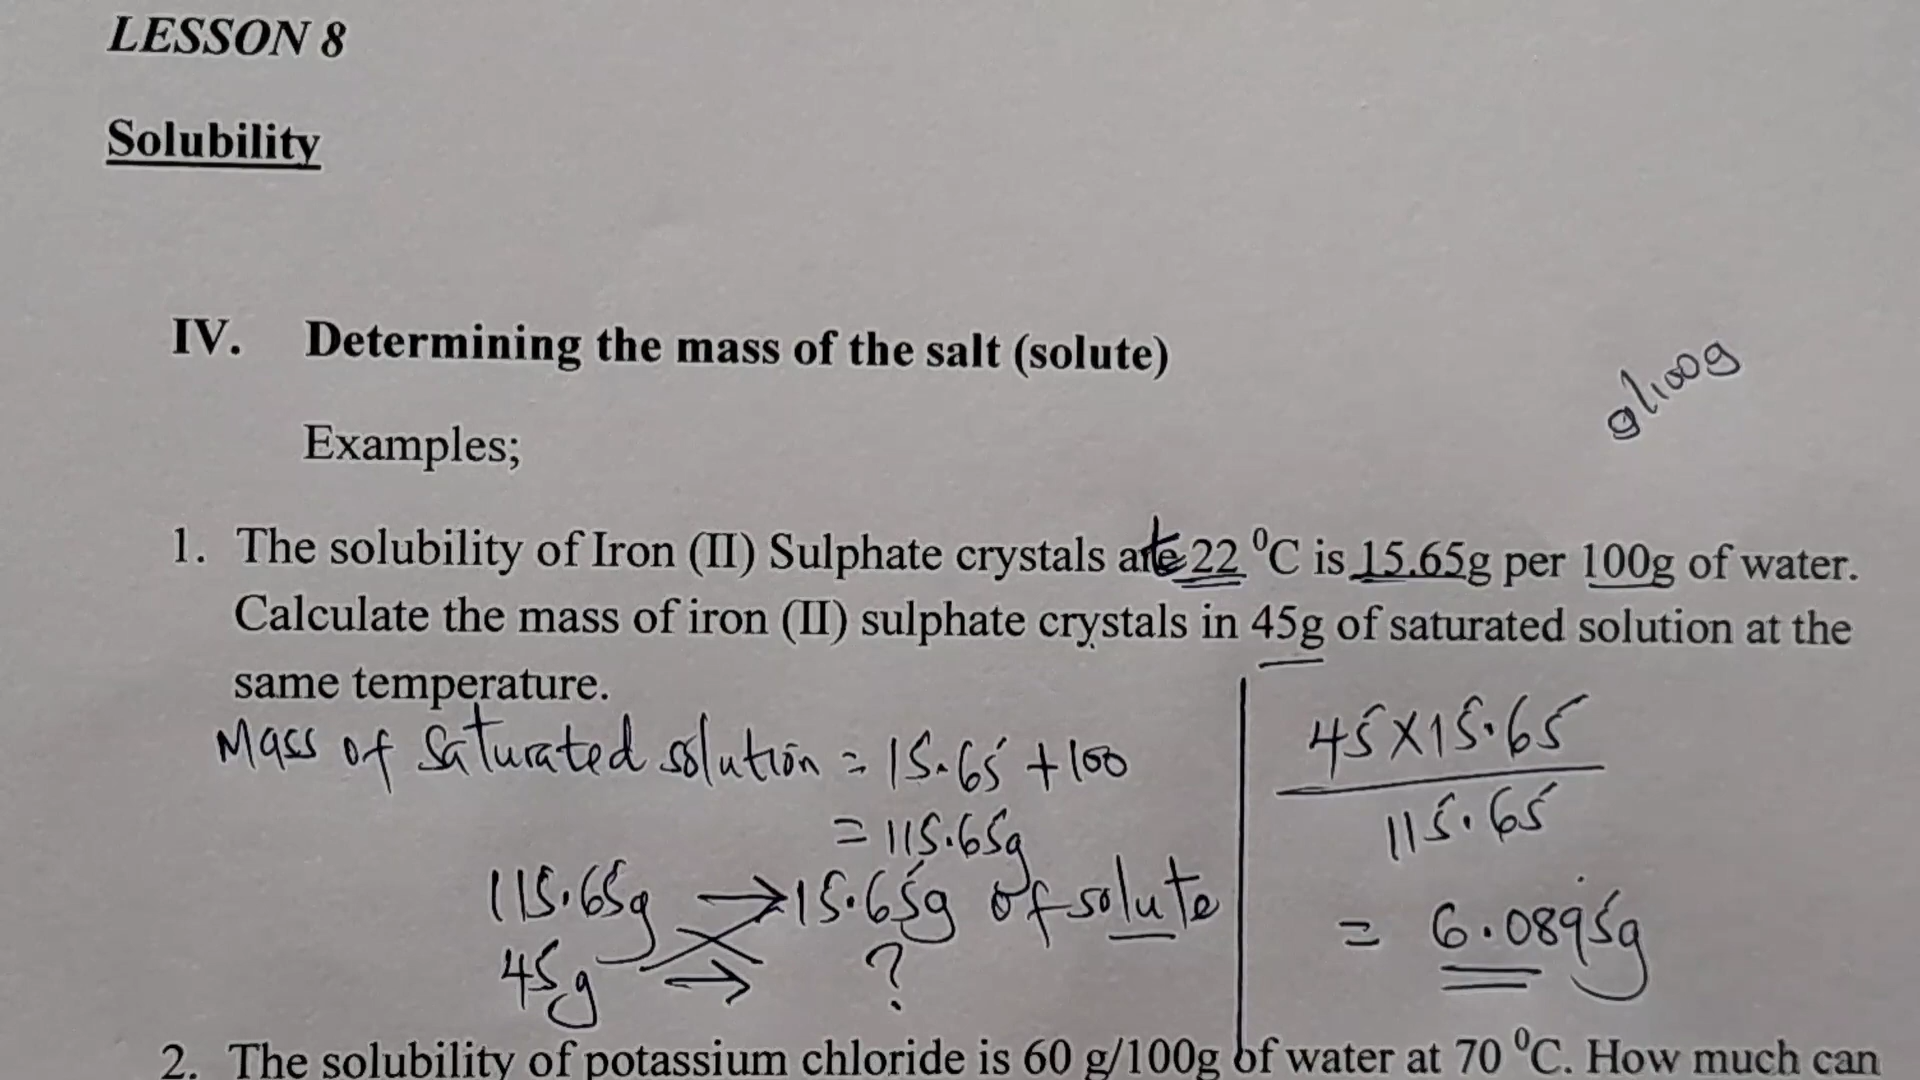 LESSON 8
Solubility
IV. Determining the mass of the salt (solute)
g/100g
Examples;
1. The solubility of Iron (II) Sulphate crystals at 22 ⁰C is 15.65g per 100g of water.
Calculate the mass of iron (II) sulphate crystals in 45g of saturated solution at the
same temperature.
Mass of saturated solution = 15.65 + 100
= 115.65g
115.65g → 15.65g of solute
45g → ?
45 × 15.65
115.65
= 6.0895g
2. The solubility of potassium chloride is 60 g/100g of water at 70 ⁰C. How much can